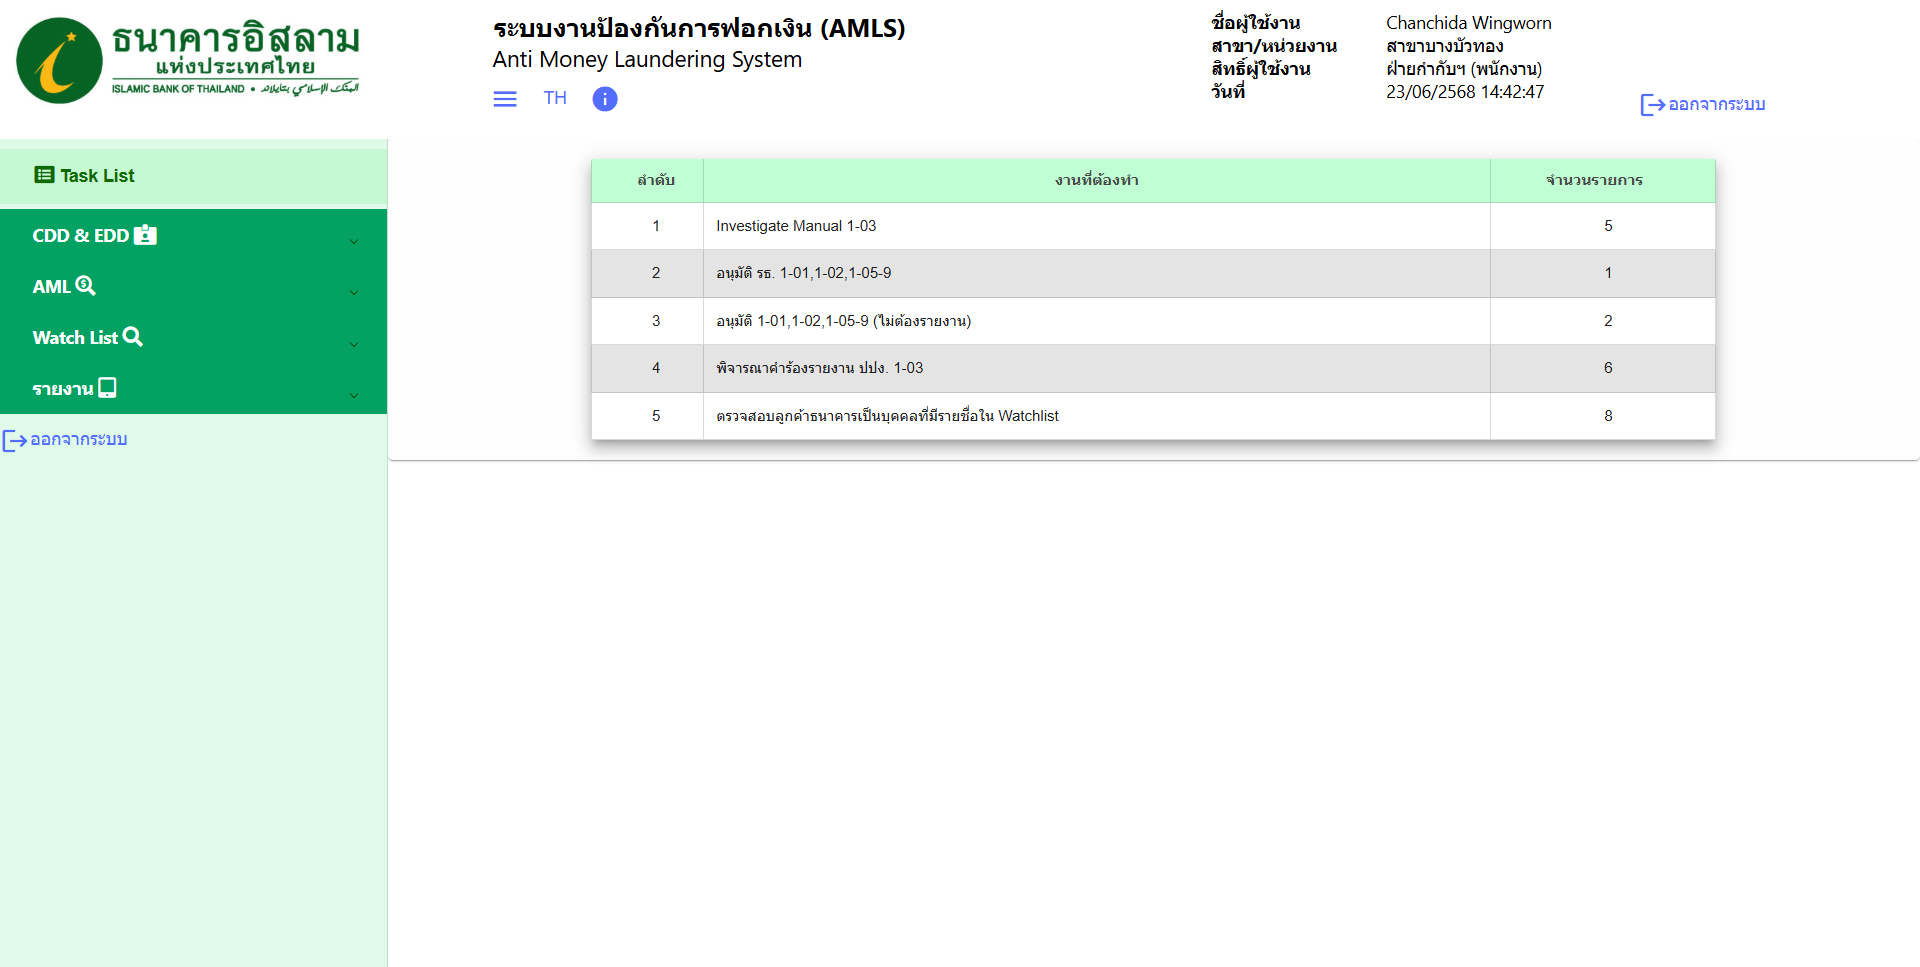 ธนาคารอิสลาม
แห่งประเทศไทย
ISLAMIC BANK OF THAILAND •
ระบบงานป้องกันการฟอกเงิน (AMLS)
Anti Money Laundering System
TH
ชื่อผู้ใช้งาน Chanchida Wingworn
สาขา/หน่วยงาน สาขาบางบัวทอง
สิทธิ์ผู้ใช้งาน ฝ่ายกำกับฯ (พนักงาน)
วันที่ 23/06/2568 14:42:47
ออกจากระบบ
Task List
CDD & EDD
AML
Watch List
รายงาน
ออกจากระบบ
ลำดับ งานที่ต้องทำ จำนวนรายการ
1 Investigate Manual 1-03 5
2 อนุมัติ รธ. 1-01,1-02,1-05-9 1
3 อนุมัติ 1-01,1-02,1-05-9 (ไม่ต้องรายงาน) 2
4 พิจารณาคำร้องรายงาน ปปง. 1-03 6
5 ตรวจสอบลูกค้าธนาคารเป็นบุคคลที่มีรายชื่อใน Watchlist 8